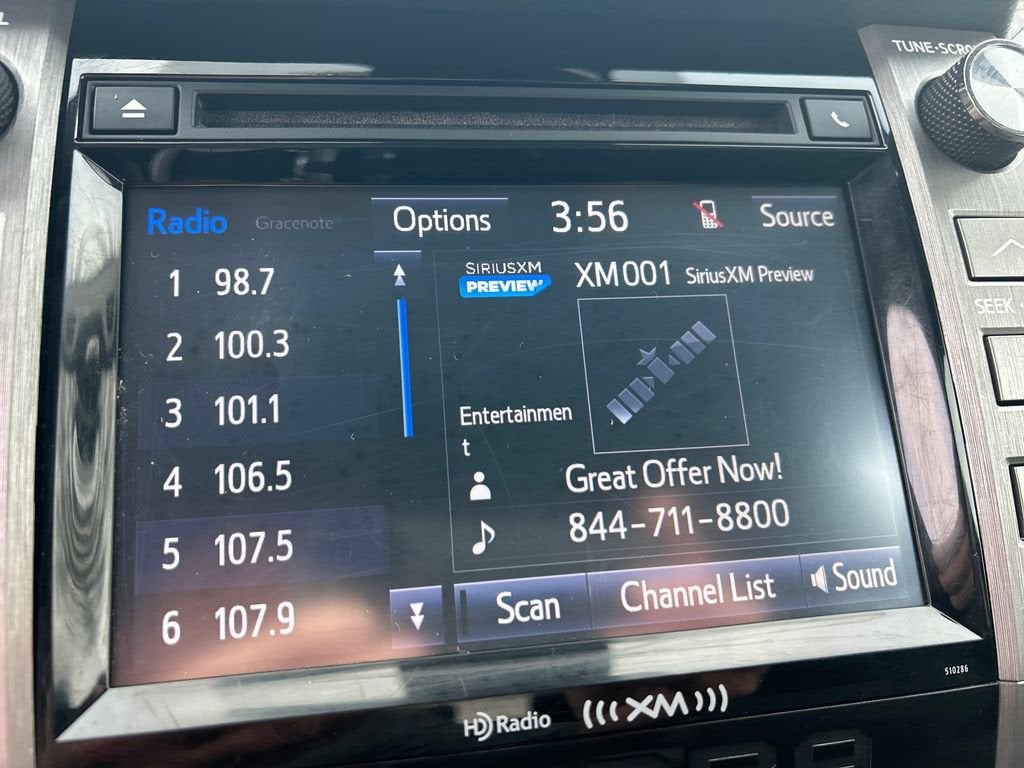 TUNE·SCRO
Radio Gracenote Options 3:56 Source
1 98.7
2 100.3
3 101.1
4 106.5
5 107.5
6 107.9
SIRIUSXM
PREVIEW
XM001 SiriusXM Preview
Entertainmen
t
Great Offer Now!
844-711-8800
Scan Channel List Sound
SEEK
510286
HD Radio (((XM)))